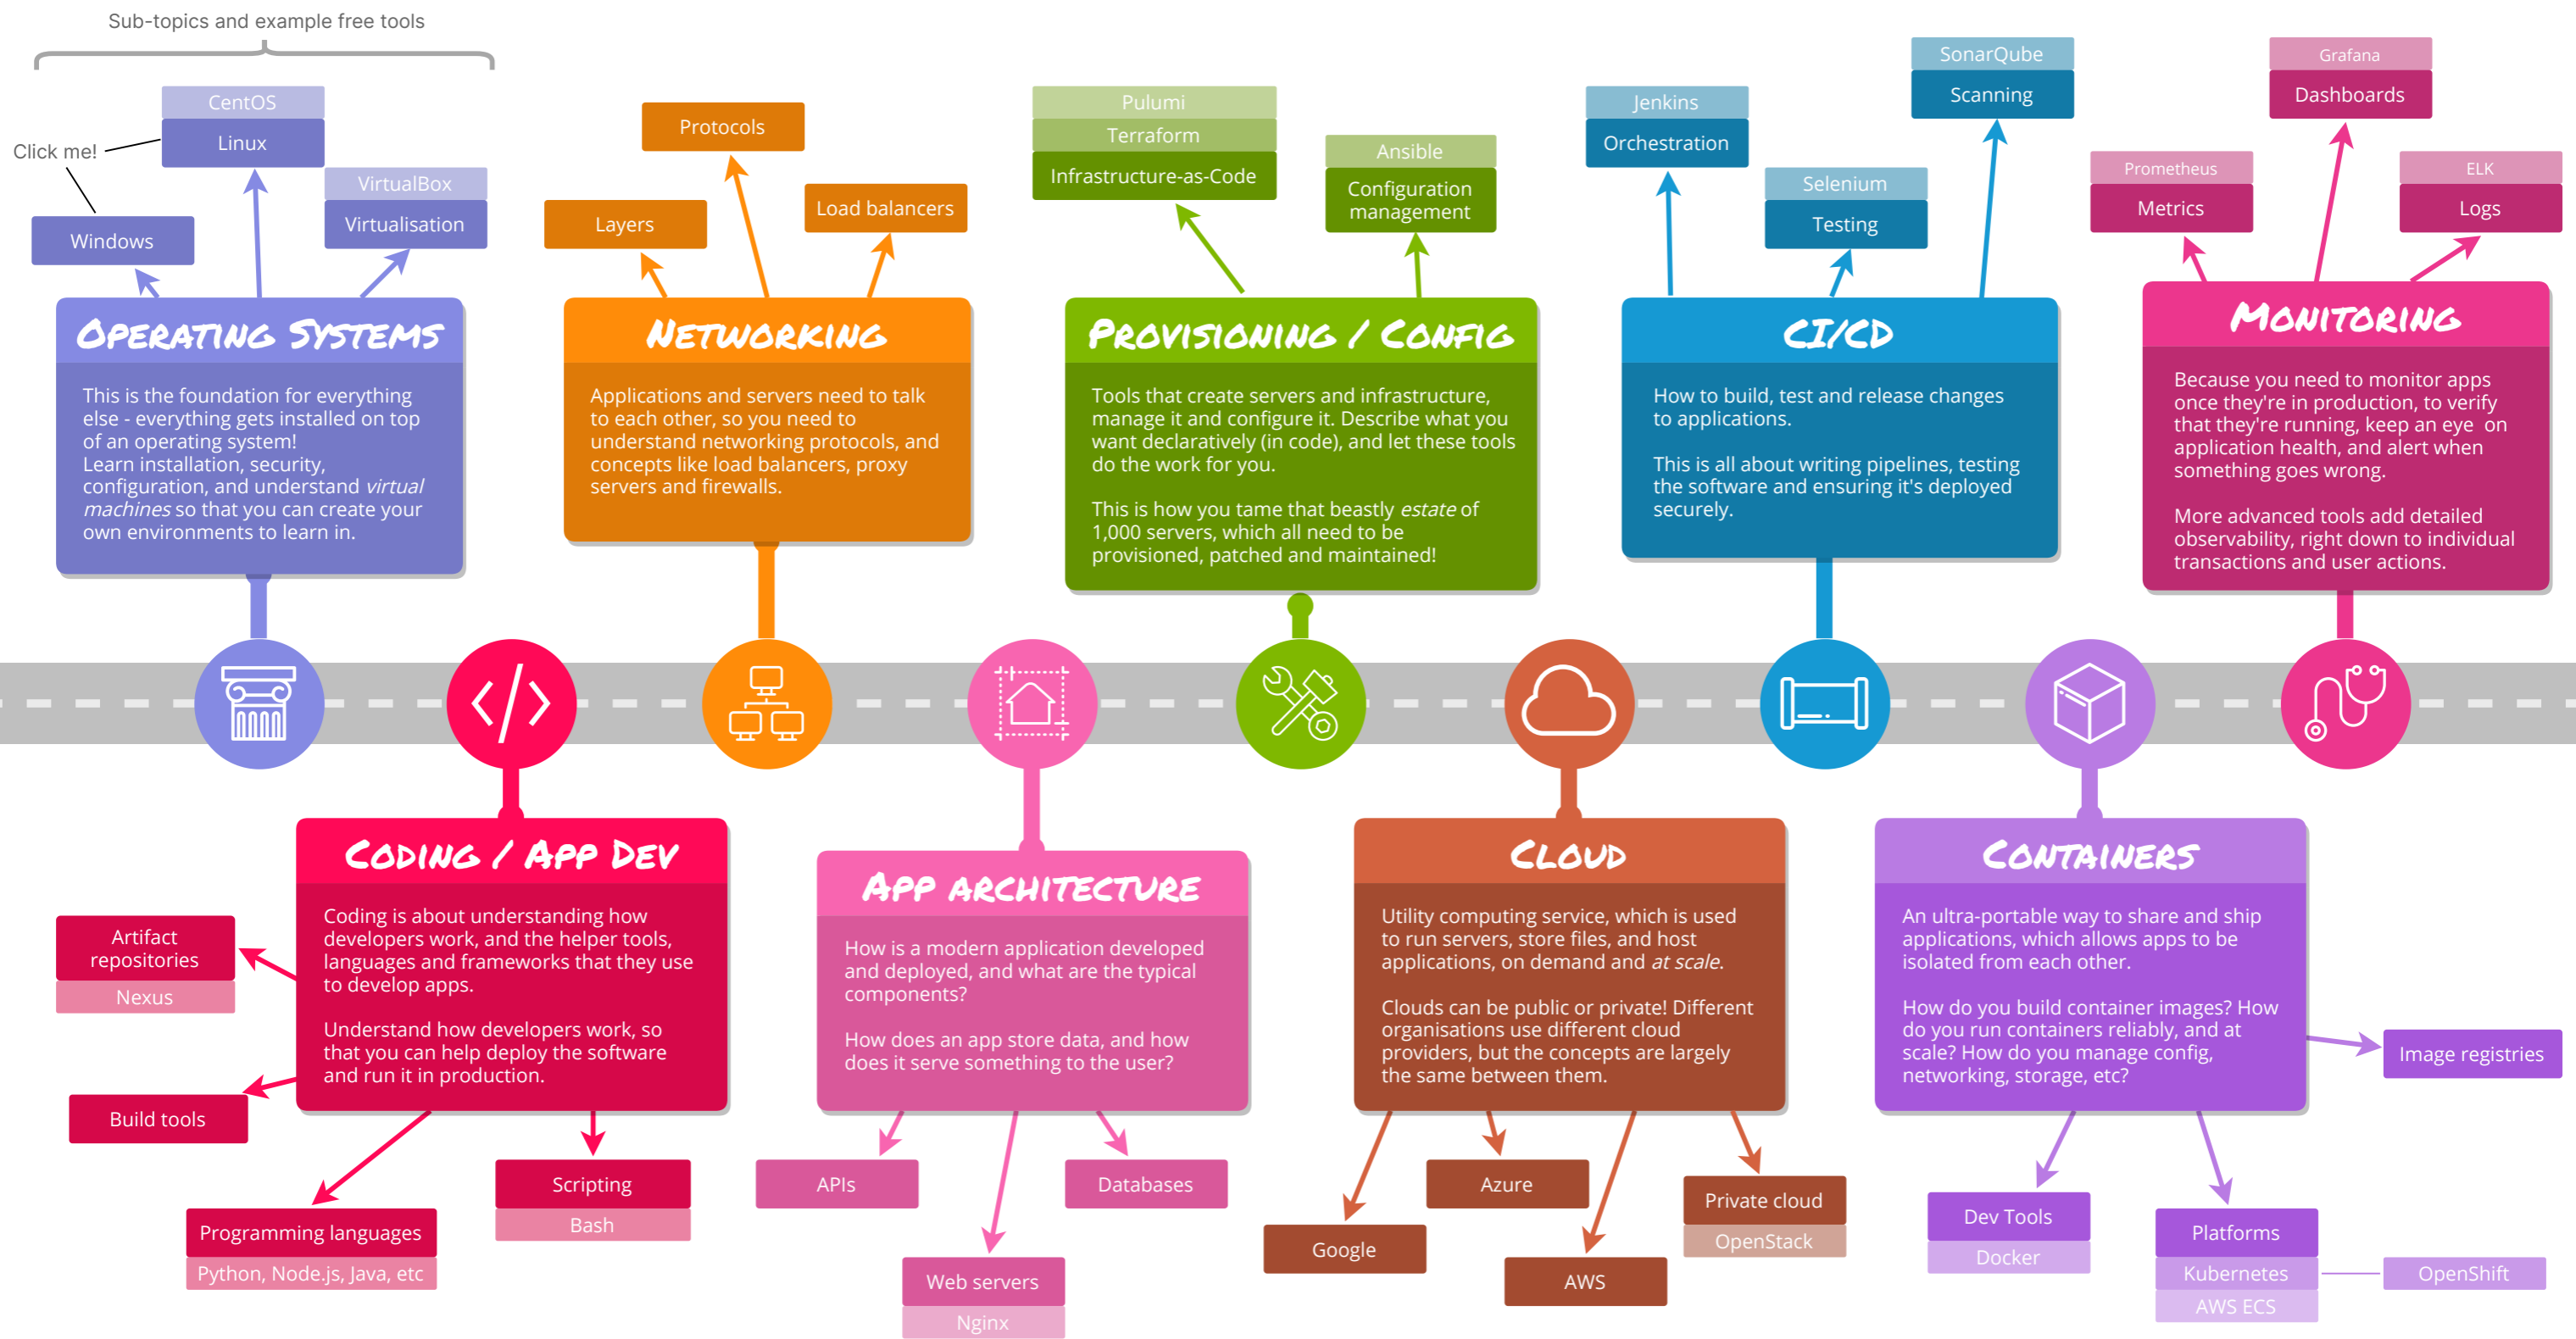 Sub-topics and example free tools
Click me!
CentOS
Linux
VirtualBox
Virtualisation
Windows
OPERATING SYSTEMS
This is the foundation for everything
else - everything gets installed on top
of an operating system!
Learn installation, security,
configuration, and understand virtual
machines so that you can create your
own environments to learn in.
Protocols
Layers
Load balancers
NETWORKING
Applications and servers need to talk
to each other, so you need to
understand networking protocols, and
concepts like load balancers, proxy
servers and firewalls.
Pulumi
Terraform
Infrastructure-as-Code
Ansible
Configuration
management
PROVISIONING / CONFIG
Tools that create servers and infrastructure,
manage it and configure it. Describe what you
want declaratively (in code), and let these tools
do the work for you.
This is how you tame that beastly estate of
1,000 servers, which all need to be
provisioned, patched and maintained!
Jenkins
Orchestration
Selenium
Testing
SonarQube
Scanning
CI/CD
How to build, test and release changes
to applications.
This is all about writing pipelines, testing
the software and ensuring it's deployed
securely.
Prometheus
Metrics
Grafana
Dashboards
ELK
Logs
MONITORING
Because you need to monitor apps
once they're in production, to verify
that they're running, keep an eye  on
application health, and alert when
something goes wrong.
More advanced tools add detailed
observability, right down to individual
transactions and user actions.
CODING / APP DEV
Coding is about understanding how
developers work, and the helper tools,
languages and frameworks that they use
to develop apps.
Understand how developers work, so
that you can help deploy the software
and run it in production.
Artifact
repositories
Nexus
Build tools
Programming languages
Python, Node.js, Java, etc
Scripting
Bash
APP ARCHITECTURE
How is a modern application developed
and deployed, and what are the typical
components?
How does an app store data, and how
does it serve something to the user?
APIs
Web servers
Nginx
Databases
CLOUD
Utility computing service, which is used
to run servers, store files, and host
applications, on demand and at scale.
Clouds can be public or private! Different
organisations use different cloud
providers, but the concepts are largely
the same between them.
Google
Azure
AWS
Private cloud
OpenStack
CONTAINERS
An ultra-portable way to share and ship
applications, which allows apps to be
isolated from each other.
How do you build container images? How
do you run containers reliably, and at
scale? How do you manage config,
networking, storage, etc?
Image registries
Dev Tools
Docker
Platforms
Kubernetes
OpenShift
AWS ECS